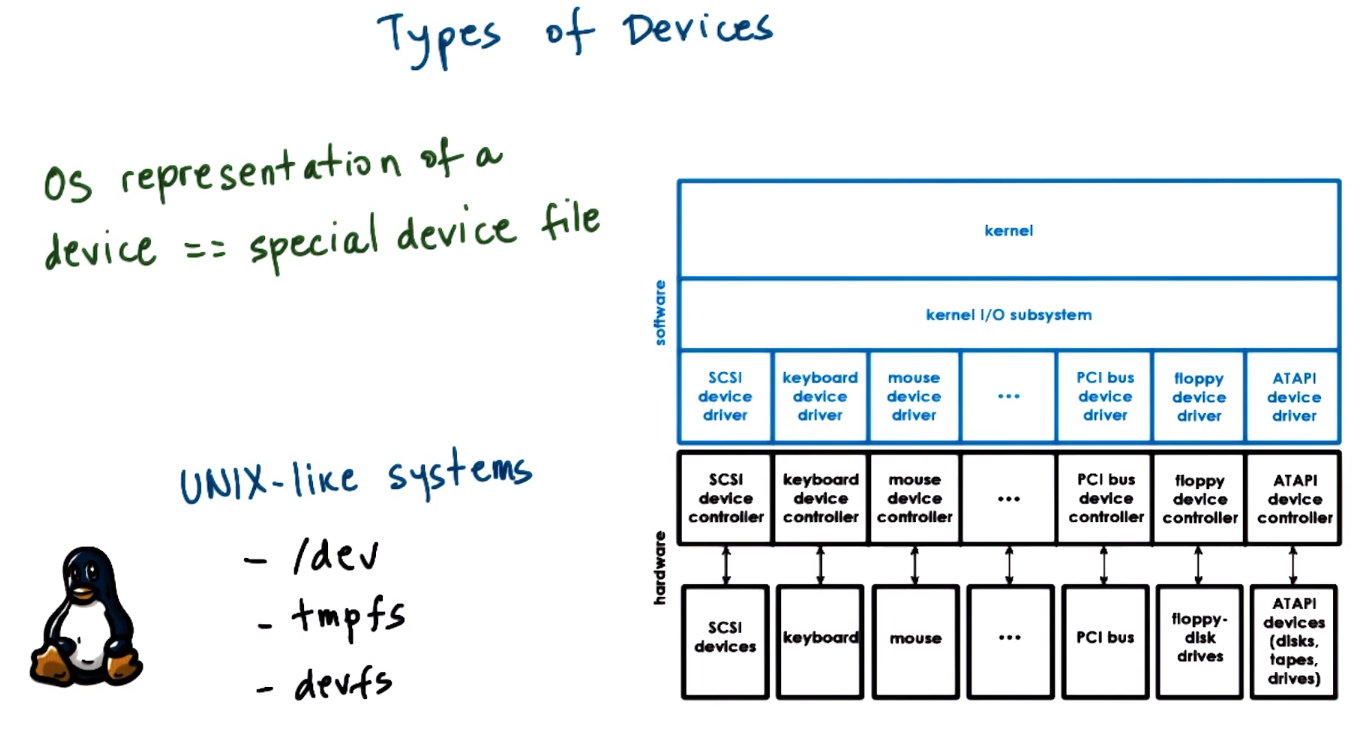 Types of Devices
OS representation of a
device == special device file
UNIX-like systems
- /dev
- tmpfs
- devfs
software
kernel
kernel I/O subsystem
SCSI
device
driver
keyboard
device
driver
mouse
device
driver
...
PCI bus
device
driver
floppy
device
driver
ATAPI
device
driver
hardware
SCSI
device
controller
keyboard
device
controller
mouse
device
controller
...
PCI bus
device
controller
floppy
device
controller
ATAPI
device
controller
SCSI
devices
keyboard
mouse
...
PCI bus
floppy-
disk
drives
ATAPI
devices
(disks,
tapes,
drives)